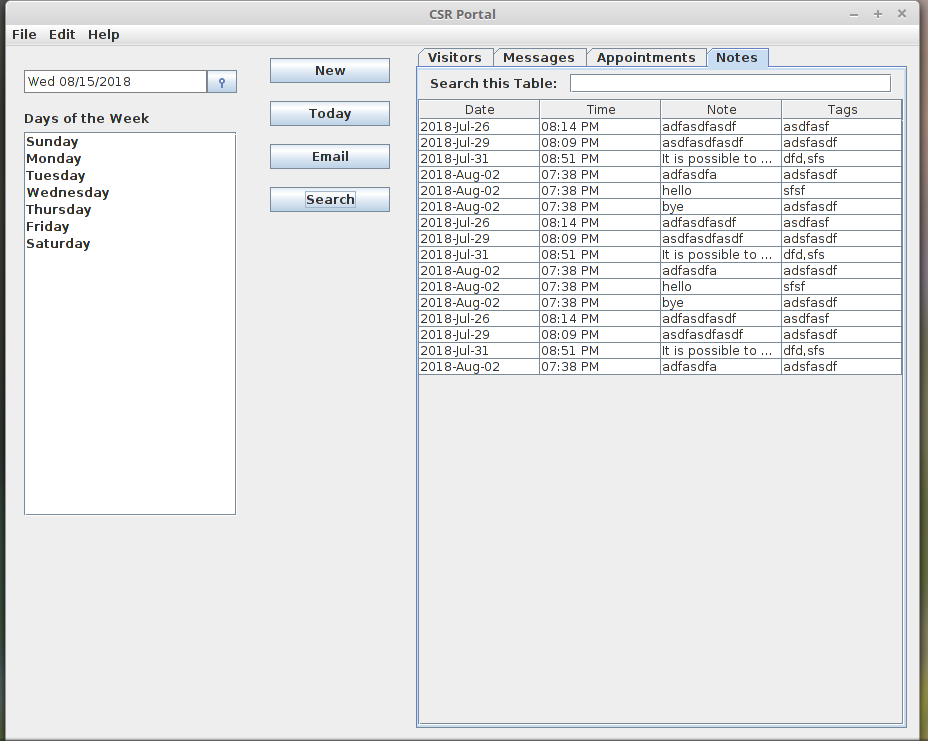 CSR Portal
File Edit Help
Wed 08/15/2018
Days of the Week
Sunday
Monday
Tuesday
Wednesday
Thursday
Friday
Saturday
New
Today
Email
Search
Visitors Messages Appointments Notes
Search this Table:
Date Time Note Tags
2018-Jul-26 08:14 PM adfasdfasdf asdfasf
2018-Jul-29 08:09 PM asdfasdfasdf adsfasdf
2018-Jul-31 08:51 PM It is possible to ... dfd,sfs
2018-Aug-02 07:38 PM adfasdfa adsfasdf
2018-Aug-02 07:38 PM hello sfsf
2018-Aug-02 07:38 PM bye adsfasdf
2018-Jul-26 08:14 PM adfasdfasdf asdfasf
2018-Jul-29 08:09 PM asdfasdfasdf adsfasdf
2018-Jul-31 08:51 PM It is possible to ... dfd,sfs
2018-Aug-02 07:38 PM adfasdfa adsfasdf
2018-Aug-02 07:38 PM hello sfsf
2018-Aug-02 07:38 PM bye adsfasdf
2018-Jul-26 08:14 PM adfasdfasdf asdfasf
2018-Jul-29 08:09 PM asdfasdfasdf adsfasdf
2018-Jul-31 08:51 PM It is possible to ... dfd,sfs
2018-Aug-02 07:38 PM adfasdfa adsfasdf